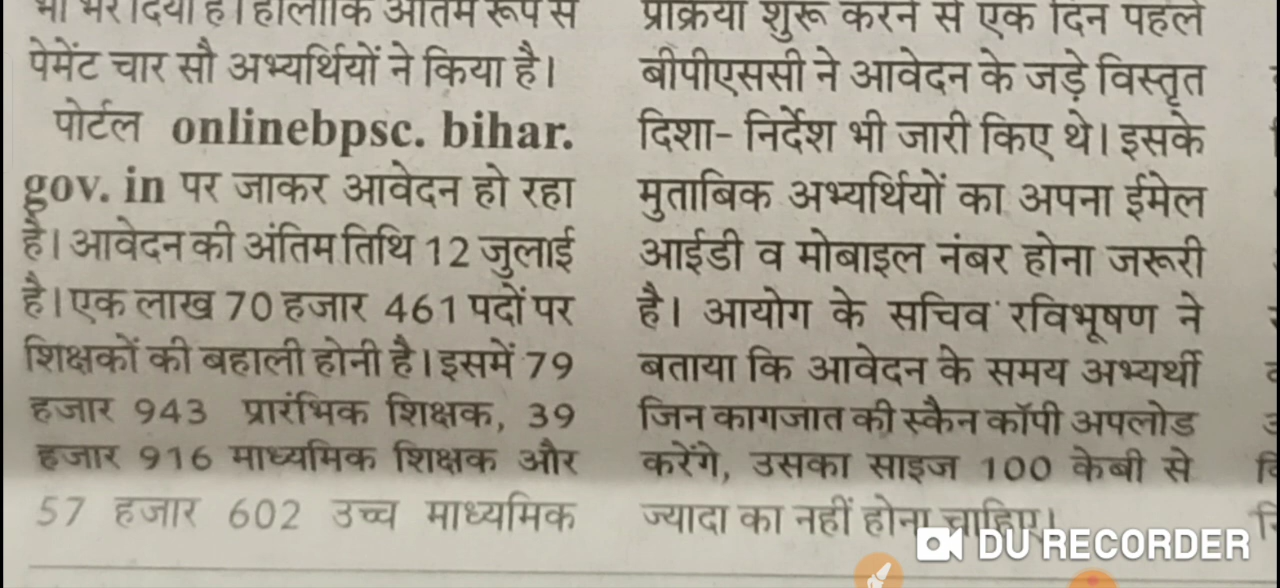 भी भर दिया है। हालांकि अंतिम रूप से
पेमेंट चार सौ अभ्यर्थियों ने किया है।
पोर्टल onlinebpsc. bihar.
gov. in पर जाकर आवेदन हो रहा
है। आवेदन की अंतिम तिथि 12 जुलाई
है। एक लाख 70 हजार 461 पदों पर
शिक्षकों की बहाली होनी है। इसमें 79
हजार 943 प्रारंभिक शिक्षक, 39
हजार 916 माध्यमिक शिक्षक और
57 हजार 602 उच्च माध्यमिक
प्रक्रिया शुरू करने से एक दिन पहले
बीपीएससी ने आवेदन के जड़े विस्तृत
दिशा- निर्देश भी जारी किए थे। इसके
मुताबिक अभ्यर्थियों का अपना ईमेल
आईडी व मोबाइल नंबर होना जरूरी
है। आयोग के सचिव रविभूषण ने
बताया कि आवेदन के समय अभ्यर्थी
जिन कागजात की स्कैन कॉपी अपलोड
करेंगे, उसका साइज 100 केबी से
ज्यादा का नहीं होना चाहिए।
DU RECORDER